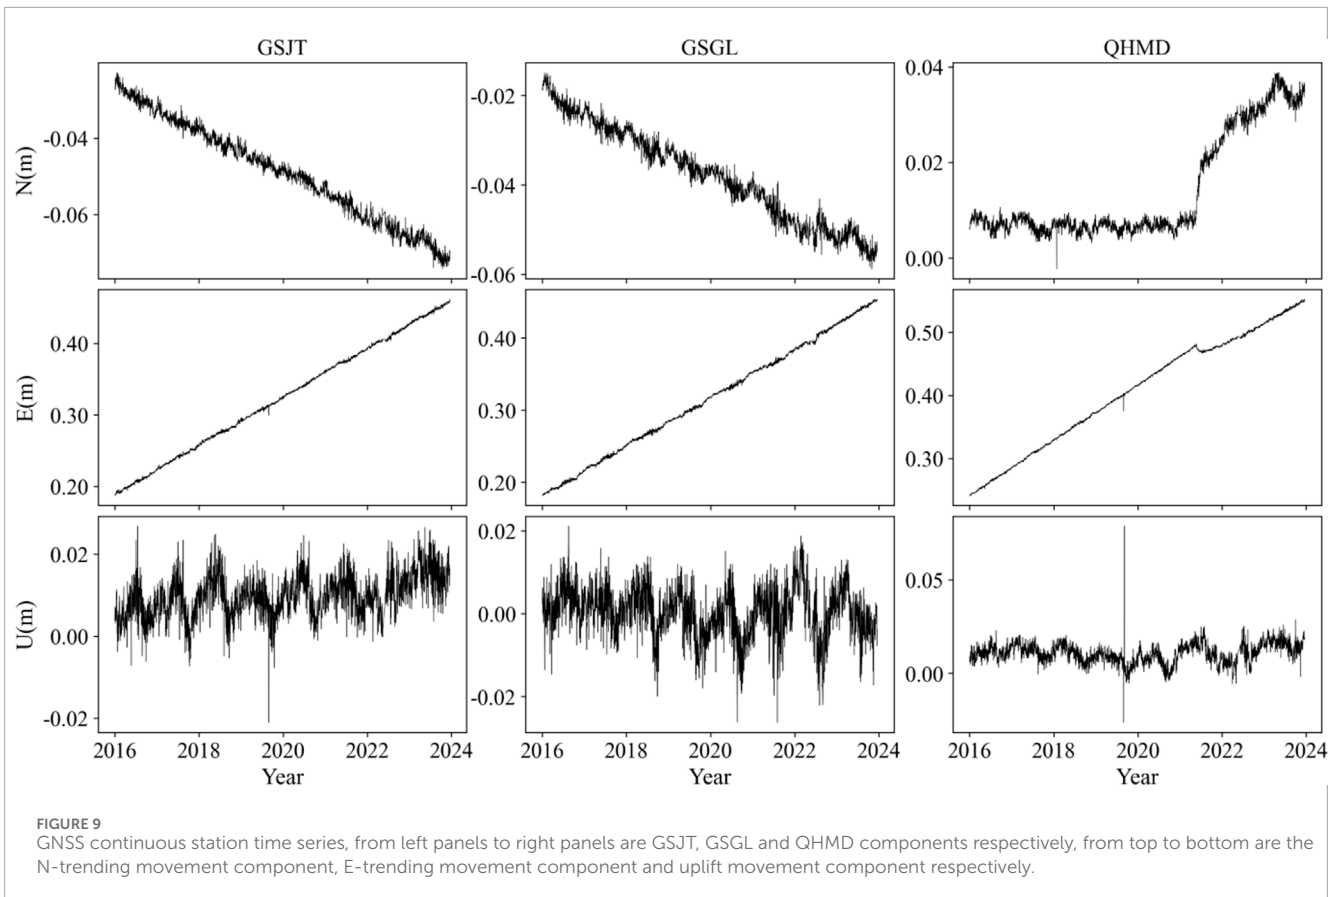 GSJT GSGL QHMD
N(m)
-0.04
-0.06
-0.02
-0.04
-0.06
0.04
0.02
0.00
E(m)
0.40
0.30
0.20
0.40
0.30
0.20
0.50
0.40
0.30
U(m)
0.02
0.00
-0.02
0.02
0.00
-0.02
0.05
0.00
2016 2018 2020 2022 2024 2016 2018 2020 2022 2024 2016 2018 2020 2022 2024
Year Year Year
FIGURE 9
GNSS continuous station time series, from left panels to right panels are GSJT, GSGL and QHMD components respectively, from top to bottom are the
N-trending movement component, E-trending movement component and uplift movement component respectively.